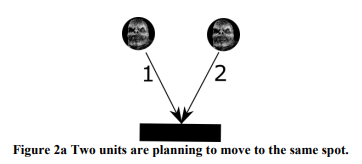 1 2
Figure 2a Two units are planning to move to the same spot.